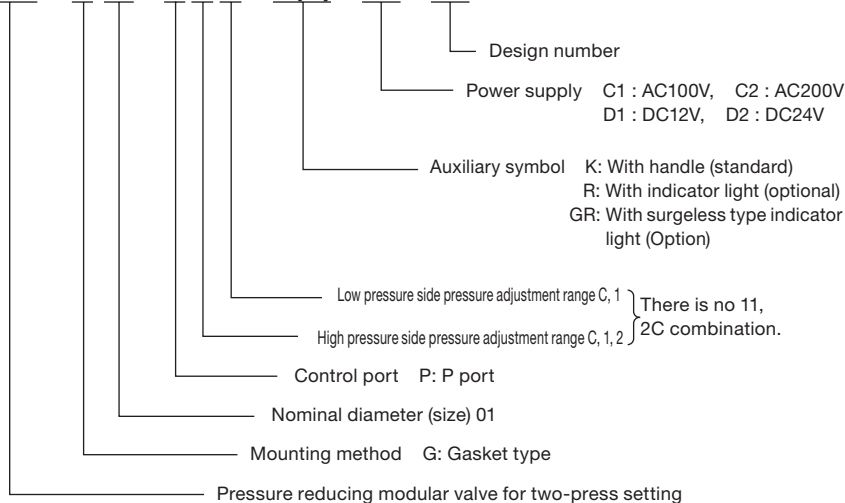 Design number
Power supply C1 : AC100V, C2 : AC200V
D1 : DC12V, D2 : DC24V
Auxiliary symbol K: With handle (standard)
R: With indicator light (optional)
GR: With surgeless type indicator
light (Option)
Low pressure side pressure adjustment range C, 1
High pressure side pressure adjustment range C, 1, 2
There is no 11,
2C combination.
Control port P: P port
Nominal diameter (size) 01
Mounting method G: Gasket type
Pressure reducing modular valve for two-press setting